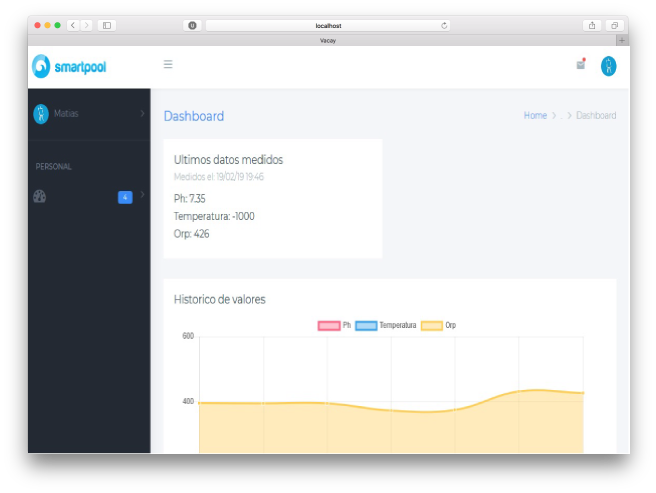 localhost
Vacay
smartpool
Matias
Dashboard
Home > . > Dashboard
Ultimos datos medidos
Medidos el: 19/02/19 19:46
Ph: 7.35
Temperatura: -1000
Orp: 426
PERSONAL
4
Historico de valores
Ph Temperatura Orp
600
400